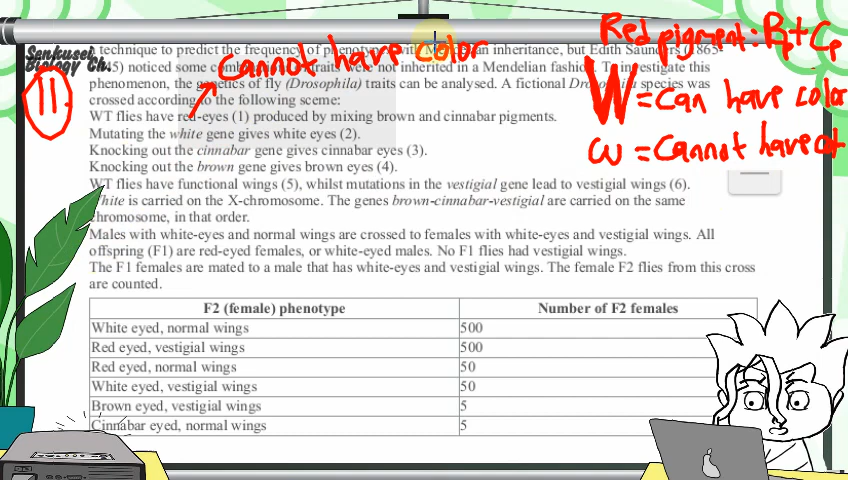 Red pigment: Bp + Cp
Cannot have color
W = Can have color
w = Cannot have
Senkusei
Biology Ch.
11.
technique to predict the frequency of phenotype with Mendelian inheritance, but Edith Saunders (1865-
45) noticed some traits were not inherited in a Mendelian fashion. To investigate this
phenomenon, the genetics of fly (Drosophila) traits can be analysed. A fictional Drosophila species was
crossed according to the following sceme:
WT flies have red-eyes (1) produced by mixing brown and cinnabar pigments.
Mutating the white gene gives white eyes (2).
Knocking out the cinnabar gene gives cinnabar eyes (3).
Knocking out the brown gene gives brown eyes (4).
WT flies have functional wings (5), whilst mutations in the vestigial gene lead to vestigial wings (6).
White is carried on the X-chromosome. The genes brown-cinnabar-vestigial are carried on the same
chromosome, in that order.
Males with white-eyes and normal wings are crossed to females with white-eyes and vestigial wings. All
offspring (F1) are red-eyed females, or white-eyed males. No F1 flies had vestigial wings.
The F1 females are mated to a male that has white-eyes and vestigial wings. The female F2 flies from this cross
are counted.
F2 (female) phenotype Number of F2 females
White eyed, normal wings 500
Red eyed, vestigial wings 500
Red eyed, normal wings 50
White eyed, vestigial wings 50
Brown eyed, vestigial wings 5
Cinnabar eyed, normal wings 5